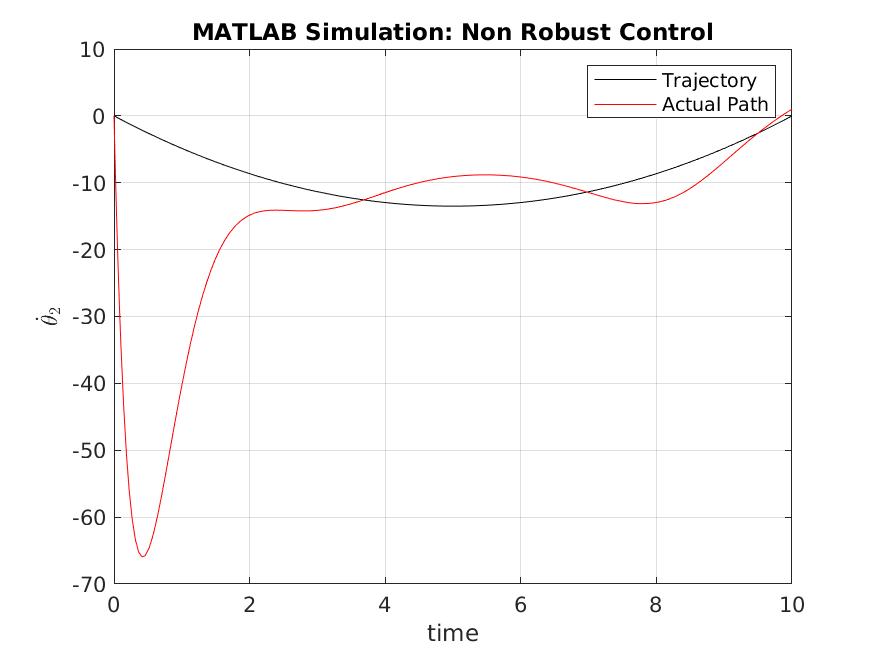 MATLAB Simulation: Non Robust Control
Trajectory
Actual Path
10
0
-10
-20
-30
-40
-50
-60
-70
θ̇₂
0 2 4 6 8 10
time